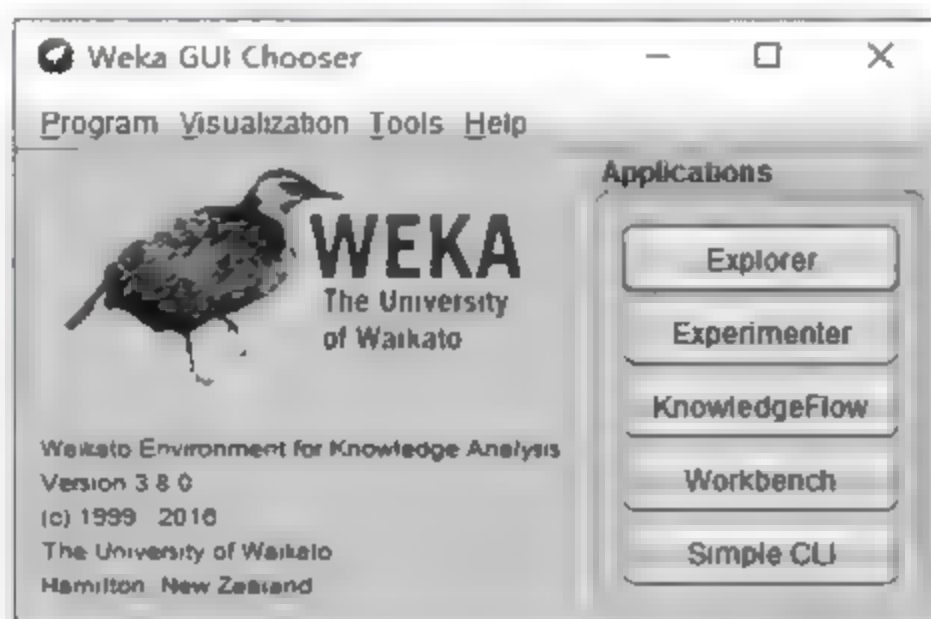 Weka GUI Chooser
Program Visualization Tools Help
WEKA
The University
of Waikato
Waikato Environment for Knowledge Analysis
Version 3.8.0
(c) 1999 - 2016
The University of Waikato
Hamilton, New Zealand
Applications
Explorer
Experimenter
KnowledgeFlow
Workbench
Simple CLI